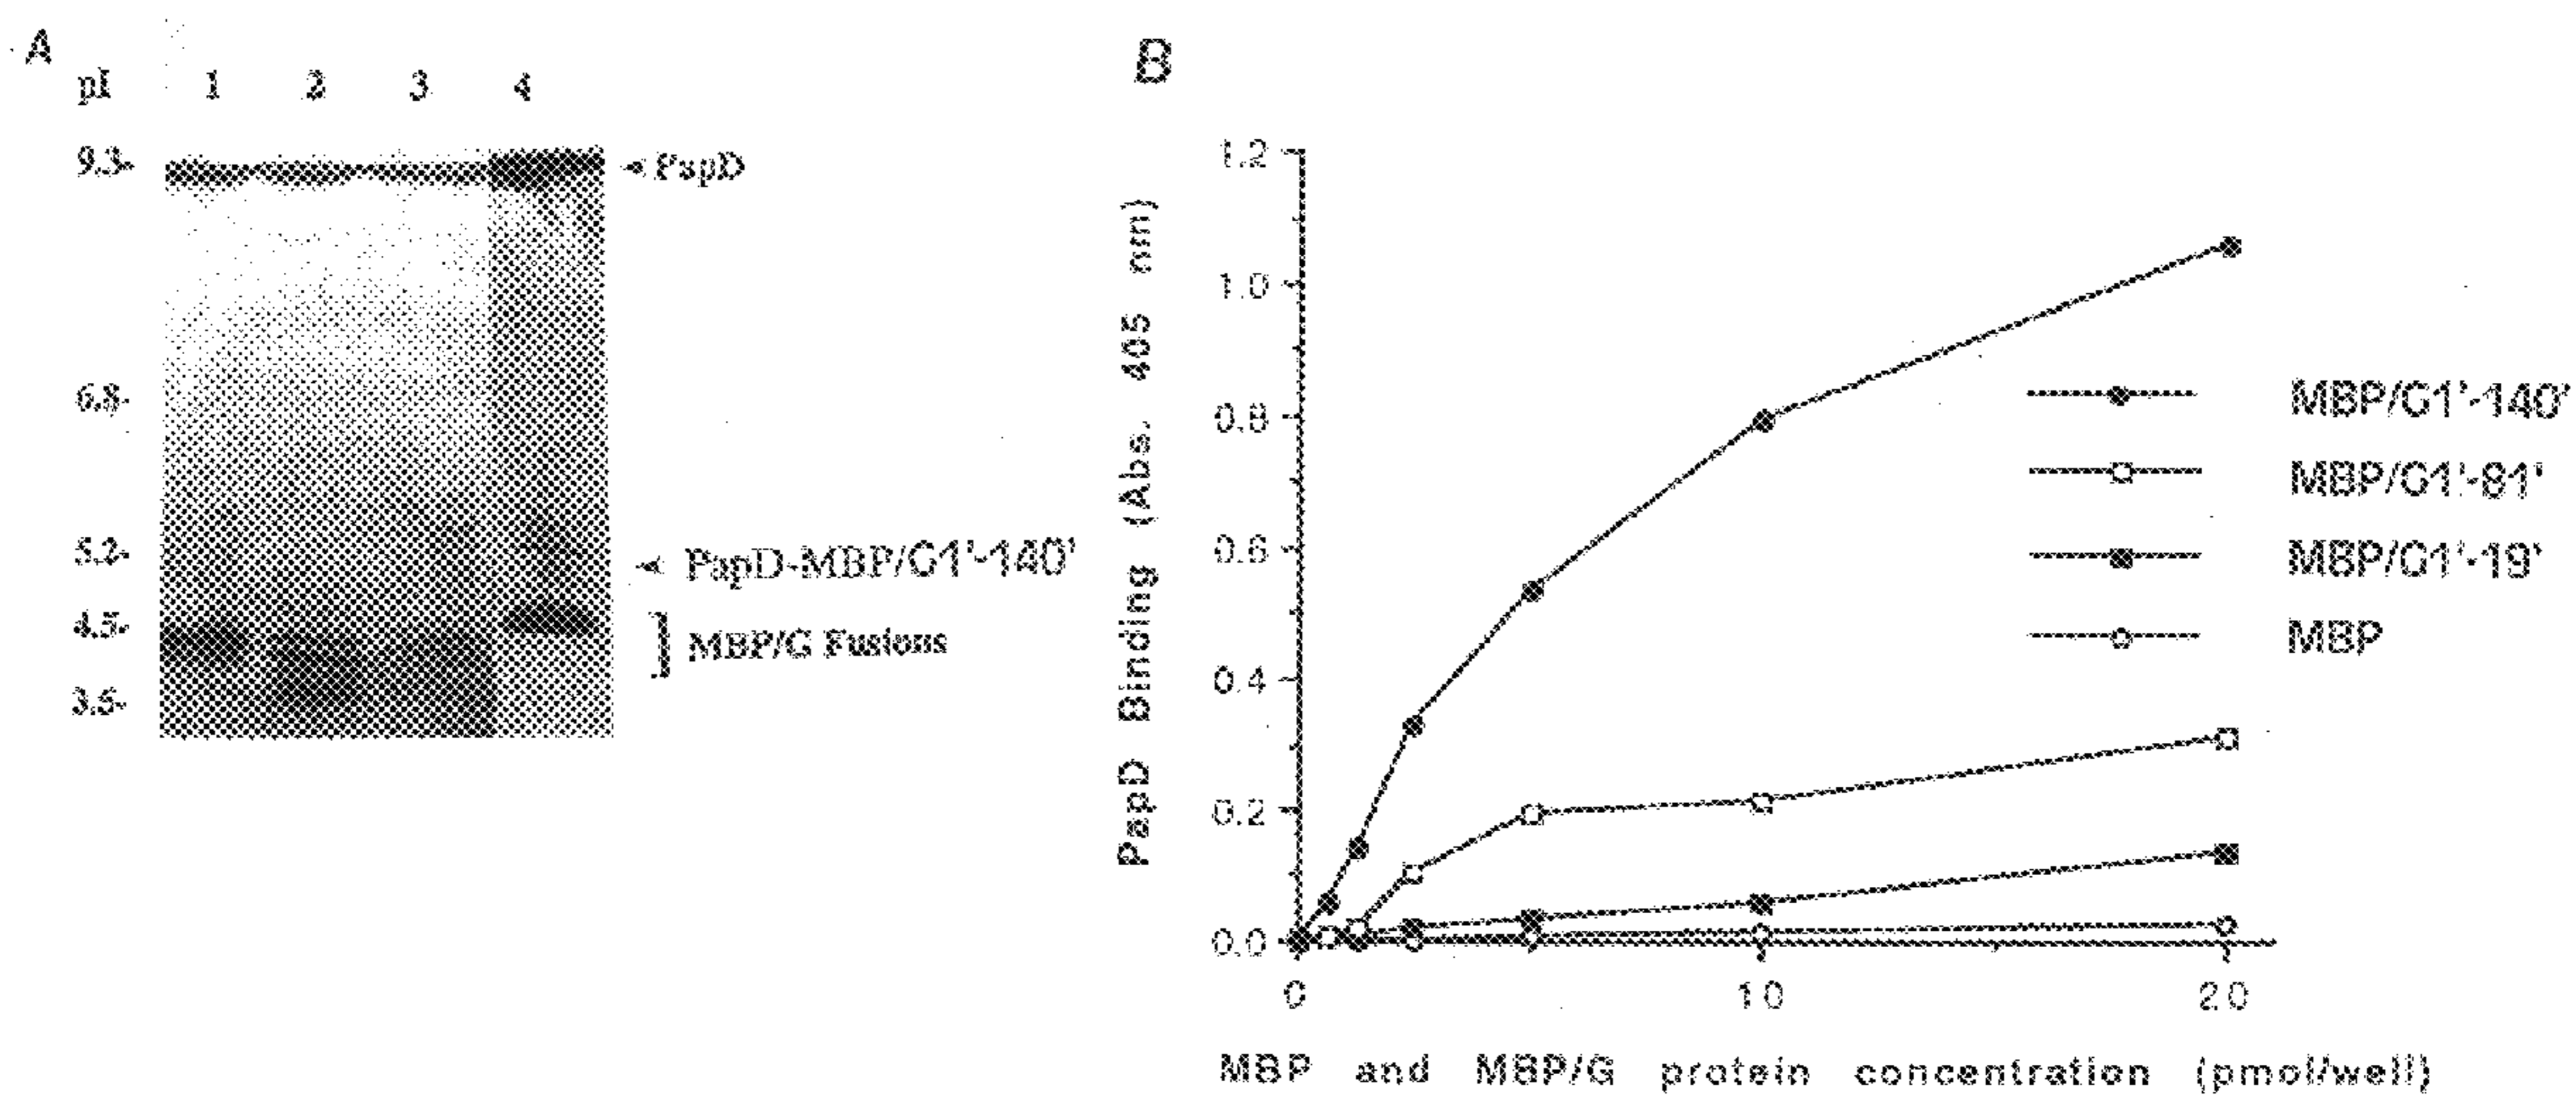 A
pI 1 2 3 4
9.3-
PapD
6.8-
5.2-
PapD-MBP/G1'-140'
4.5-
MBP/G Fusions
3.5-
B
PapD Binding (Abs. 405 nm)
1.2
1.0
0.8
0.6
0.4
0.2
0.0
0 10 20
MBP and MBP/G protein concentration (pmol/well)
MBP/G1'-140'
MBP/G1'-81'
MBP/G1'-19'
MBP